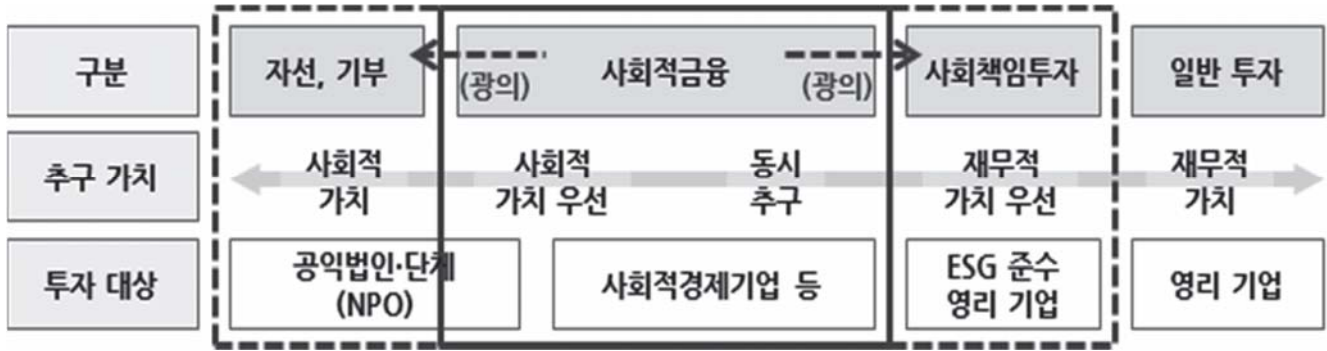 구분
자선, 기부
(광의)
사회적금융
(광의)
사회책임투자
일반 투자
추구 가치
사회적
가치
사회적
가치 우선
동시
추구
재무적
가치 우선
재무적
가치
투자 대상
공익법인·단체
(NPO)
사회적경제기업 등
ESG 준수
영리 기업
영리 기업